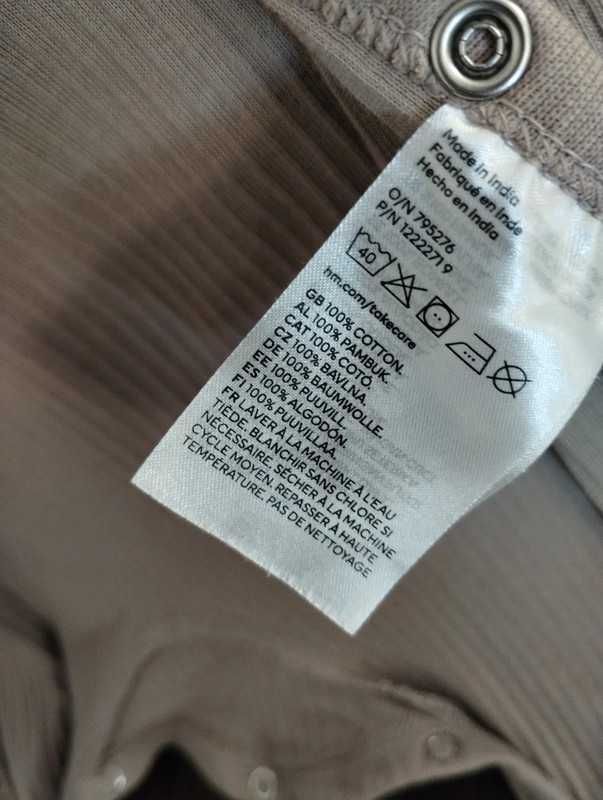 Made in India
Fabriqué en Inde
Hecho en India
O/N 795276
P/N 12222719
40
hm.com/takecare
GB 100% COTTON.
AL 100% PAMBUK.
CAT 100% COTÓ.
CZ 100% BAVLNA.
EE 100% PUUVILL.
DE 100% BAUMWOLLE.
ES 100% ALGODÓN.
FI 100% PUUVILLAA.
FR LAVER À LA MACHINE À L'EAU
TIÈDE. BLANCHIR SANS CHLORE SI
NÉCESSAIRE. SÉCHER À LA MACHINE
CYCLE MOYEN. REPASSER À HAUTE
TEMPÉRATURE. PAS DE NETTOYAGE